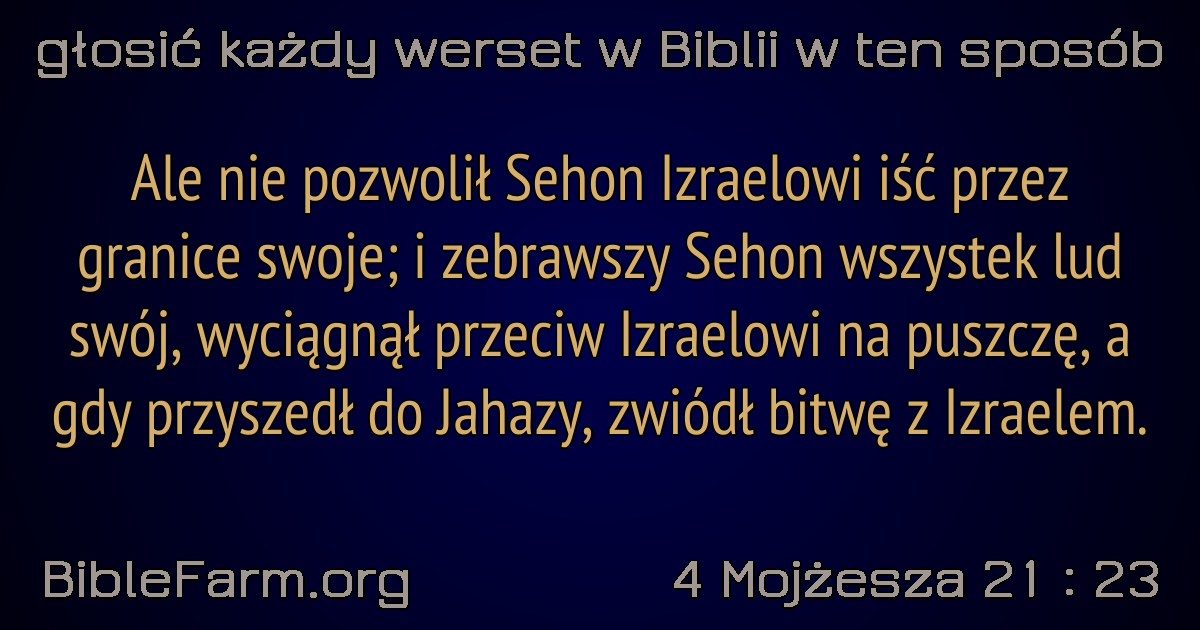 głosić każdy werset w Biblii w ten sposób
Ale nie pozwolił Sehon Izraelowi iść przez
granice swoje; i zebrawszy Sehon wszystek lud
swój, wyciągnął przeciw Izraelowi na puszczę, a
gdy przyszedł do Jahazy, zwiódł bitwę z Izraelem.
BibleFarm.org
4 Mojżesza 21 : 23